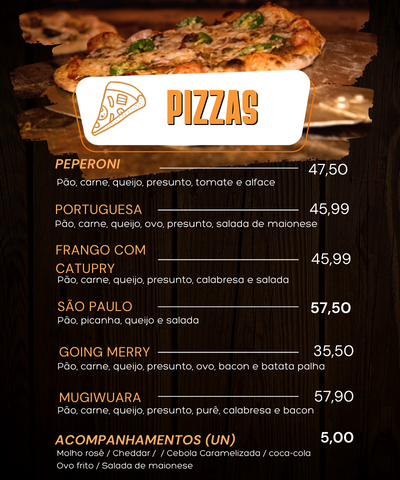 PIZZAS
PEPERONI 47,50
Pão, carne, queijo, presunto, tomate e alface
PORTUGUESA 45,99
Pão, carne, queijo, ovo, presunto, salada de maionese
FRANGO COM
CATUPRY 45,99
Pão, carne, queijo, presunto, calabresa e salada
SÃO PAULO 57,50
Pão, picanha, queijo e salada
GOING MERRY 35,50
Pão, carne, queijo, presunto, ovo, bacon e batata palha
MUGIWUARA 57,90
Pão, carne, queijo, presunto, purê, calabresa e bacon
ACOMPANHAMENTOS (UN) 5,00
Molho rosé / Cheddar / / Cebola Caramelizada / coca-cola
Ovo frito / Salada de maionese